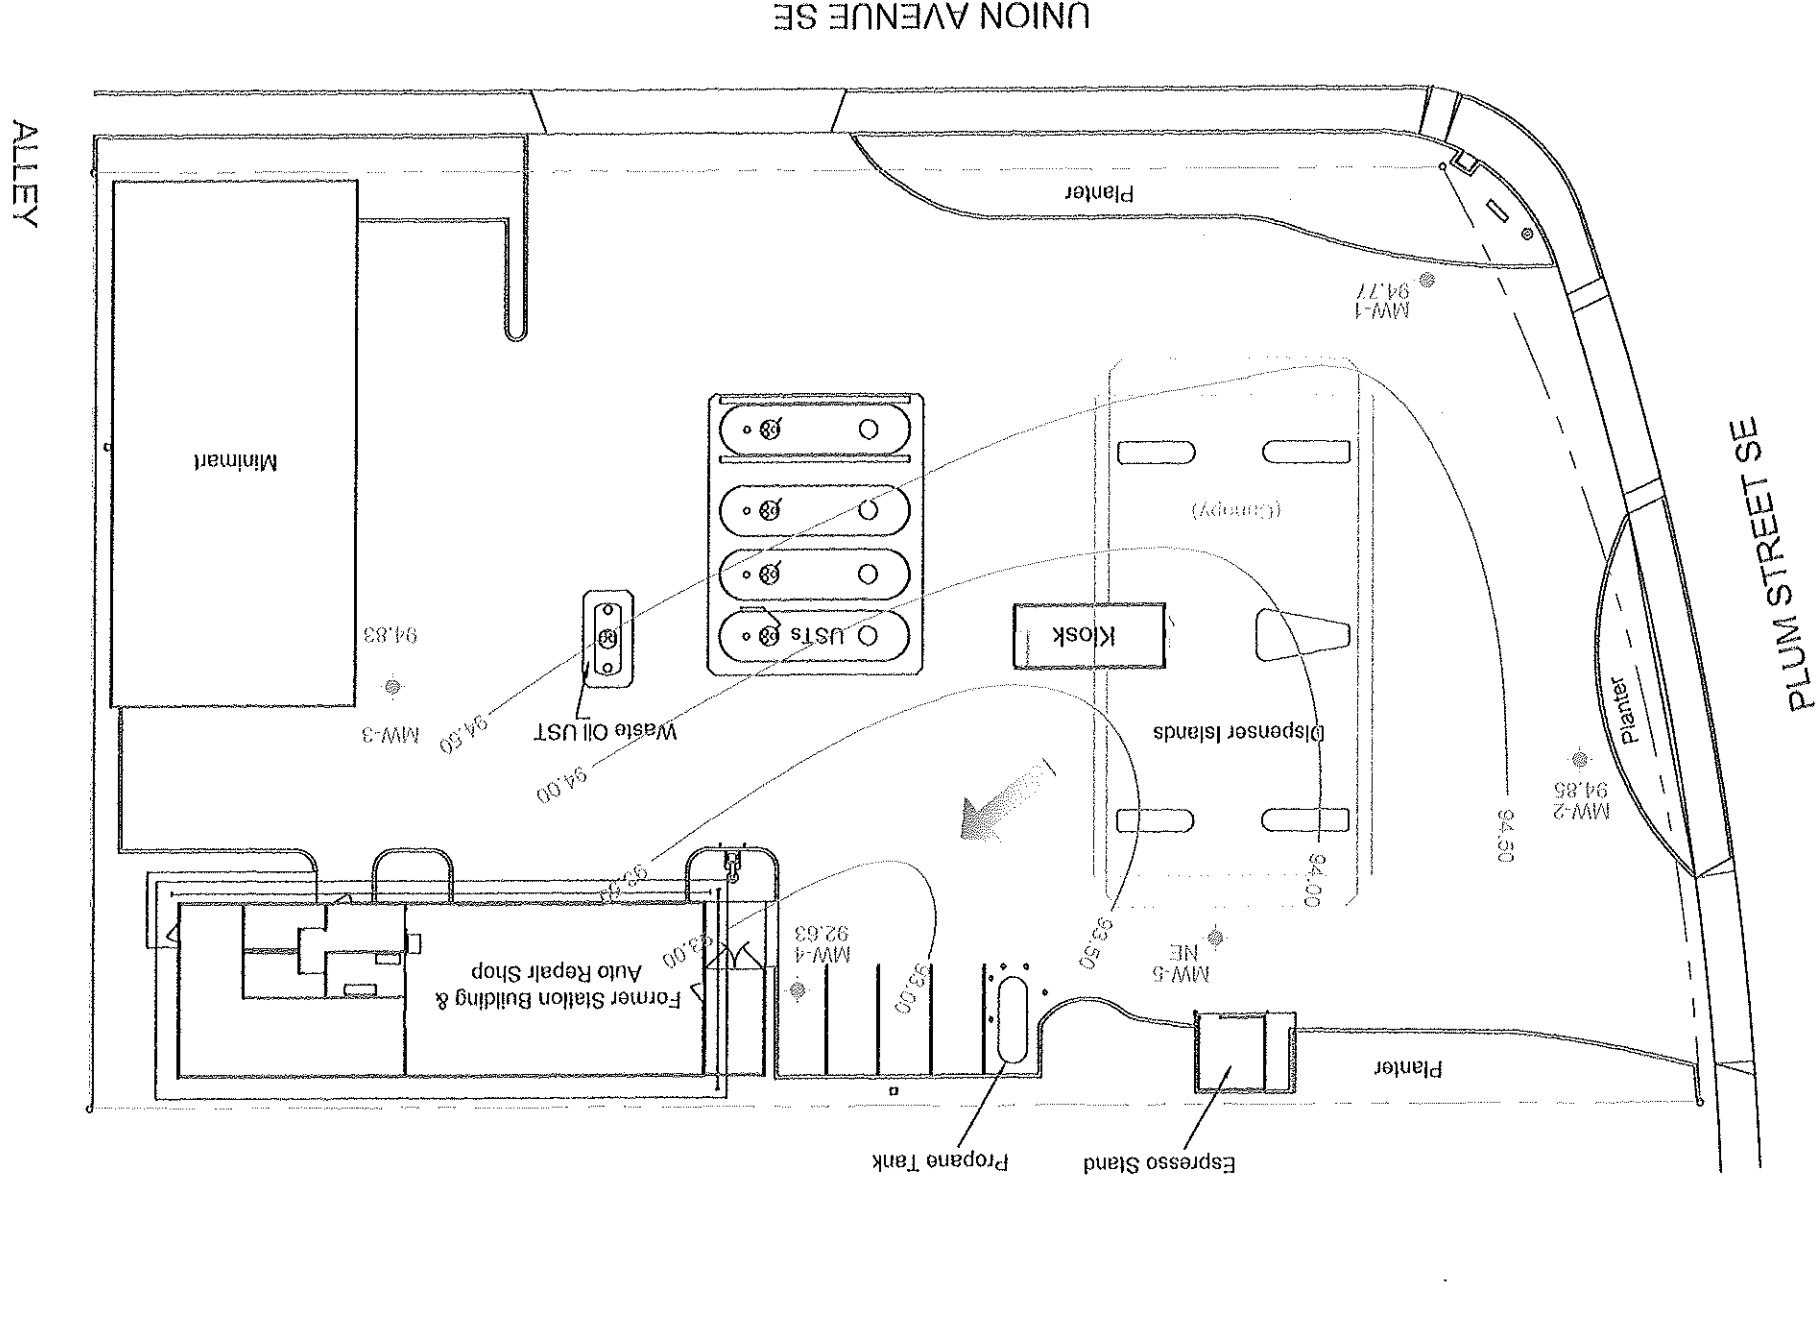 UNION AVENUE SE
ALLEY
PLUM STREET SE
Planter
MW-1
94.77
Minimart
(Canopy)
USTs
Kiosk
94.83
MW-3
Waste Oil UST
94.50
94.00
Dispenser Islands
Planter
MW-2
94.85
94.50
94.00
93.50
93.00
MW-4
92.63
93.00
93.50
MW-5
NE
Former Station Building &
Auto Repair Shop
Planter
Propane Tank
Espresso Stand